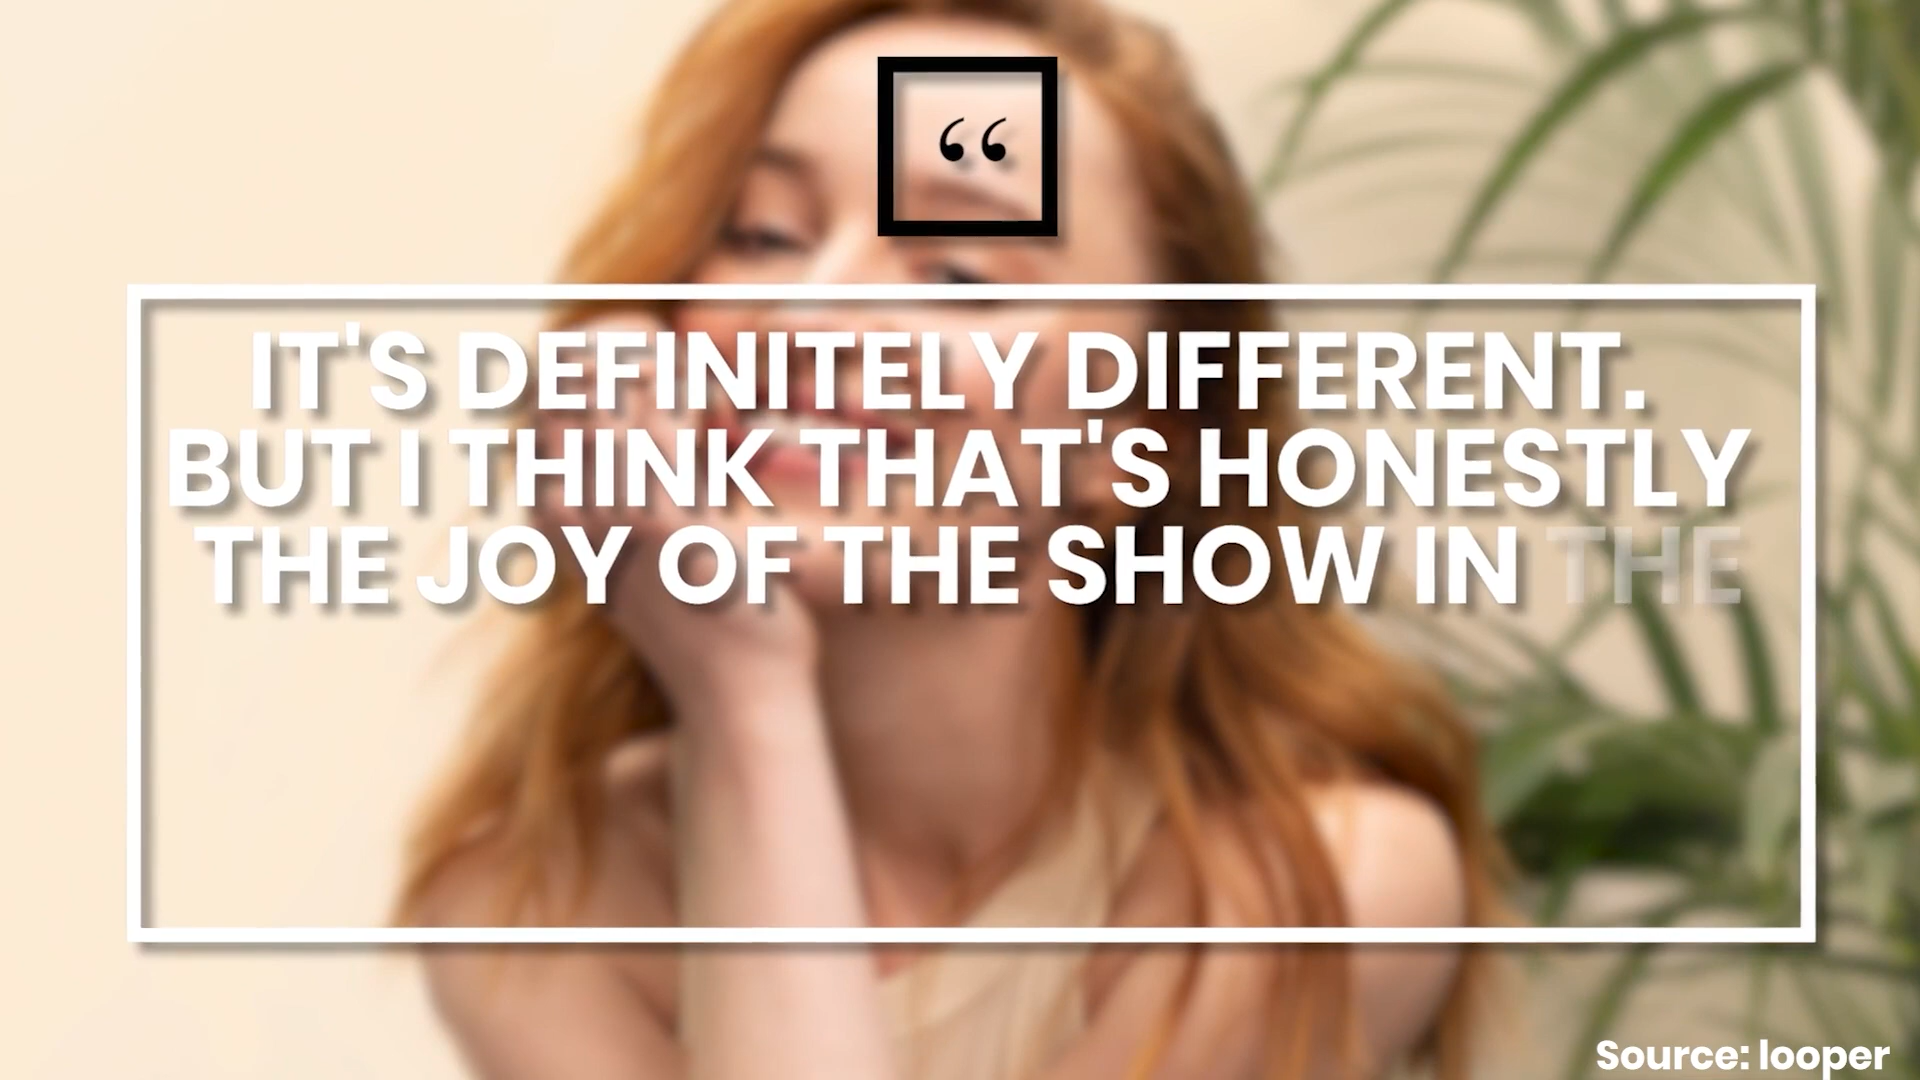 “
IT'S DEFINITELY DIFFERENT.
BUT I THINK THAT'S HONESTLY
THE JOY OF THE SHOW IN THE
Source: looper